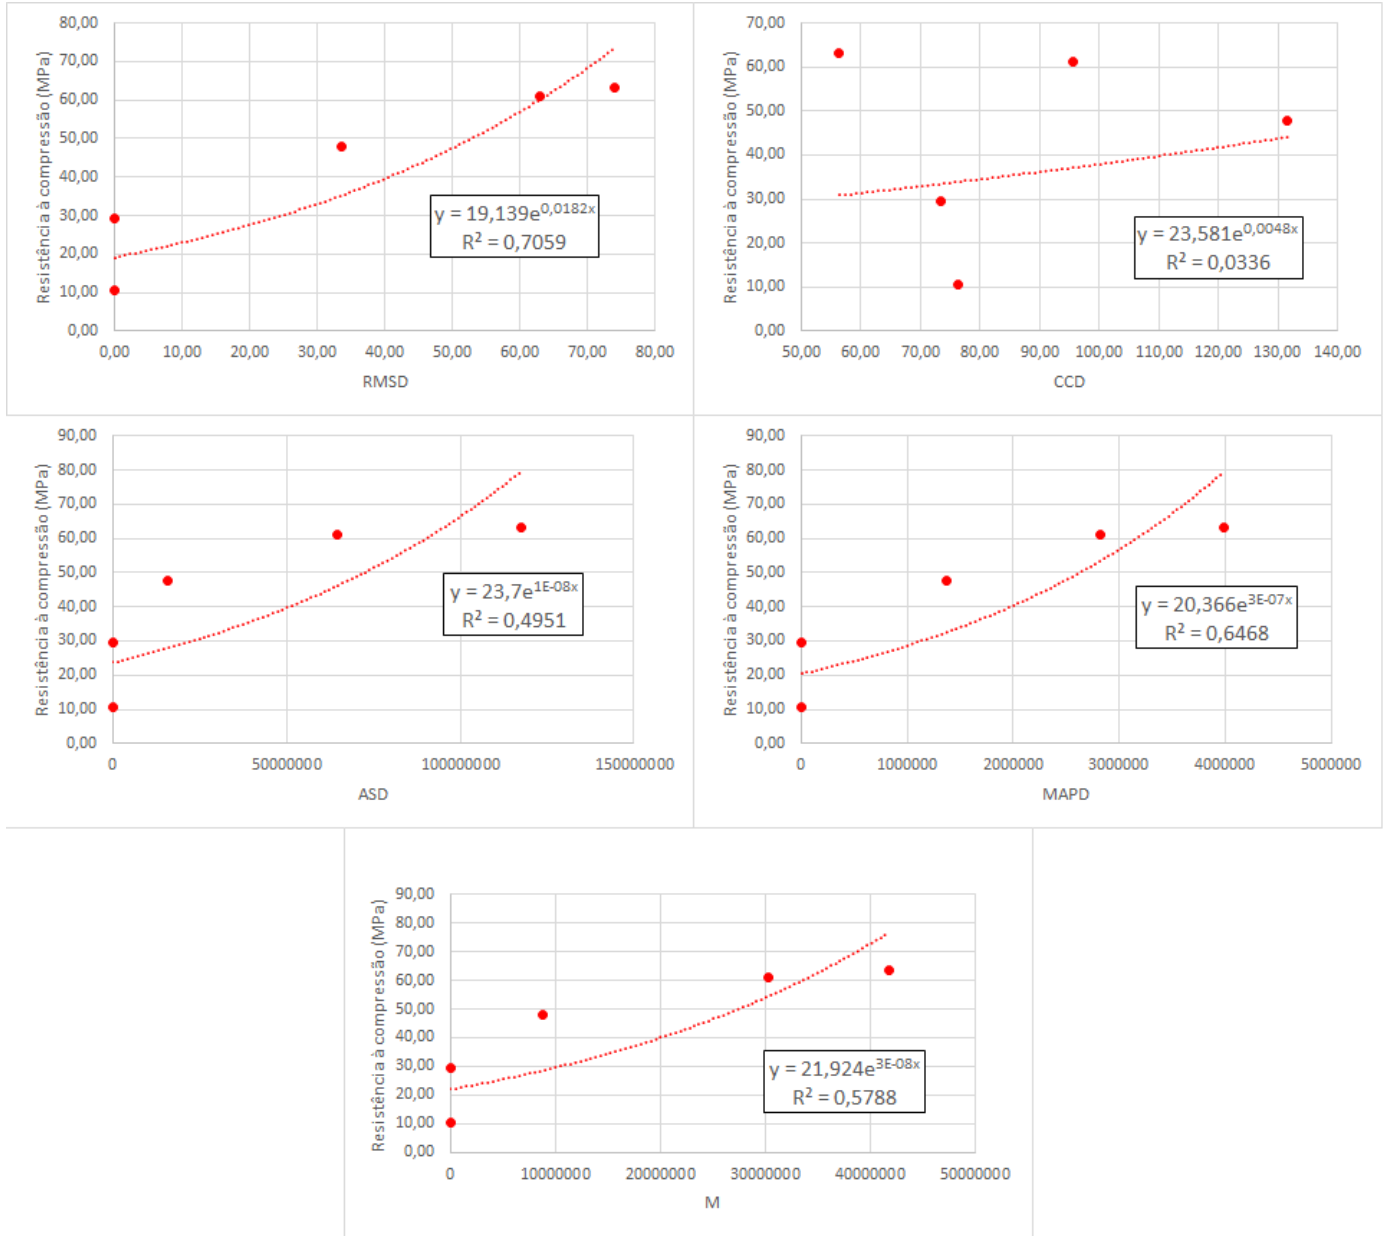 Resistência à compressão (MPa)
80,00
70,00
60,00
50,00
40,00
30,00
20,00
10,00
0,00
0,00 10,00 20,00 30,00 40,00 50,00 60,00 70,00 80,00
RMSD
y = 19,139e^0,0182x
R² = 0,7059
Resistência à compressão (MPa)
70,00
60,00
50,00
40,00
30,00
20,00
10,00
0,00
50,00 60,00 70,00 80,00 90,00 100,00 110,00 120,00 130,00 140,00
CCD
y = 23,581e^0,0048x
R² = 0,0336
Resistência à compressão (MPa)
90,00
80,00
70,00
60,00
50,00
40,00
30,00
20,00
10,00
0,00
0 50000000 100000000 150000000
ASD
y = 23,7e^1E-08x
R² = 0,4951
Resistência à compressão (MPa)
90,00
80,00
70,00
60,00
50,00
40,00
30,00
20,00
10,00
0,00
0 1000000 2000000 3000000 4000000 5000000
MAPD
y = 20,366e^3E-07x
R² = 0,6468
Resistência à compressão (MPa)
90,00
80,00
70,00
60,00
50,00
40,00
30,00
20,00
10,00
0,00
0 10000000 20000000 30000000 40000000 50000000
M
y = 21,924e^3E-08x
R² = 0,5788